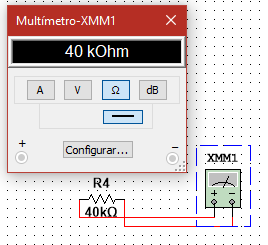 Multímetro-XMM1
40 kOhm
A V Ω dB
Configurar...
+ −
XMM1
+ −
R4
40kΩ